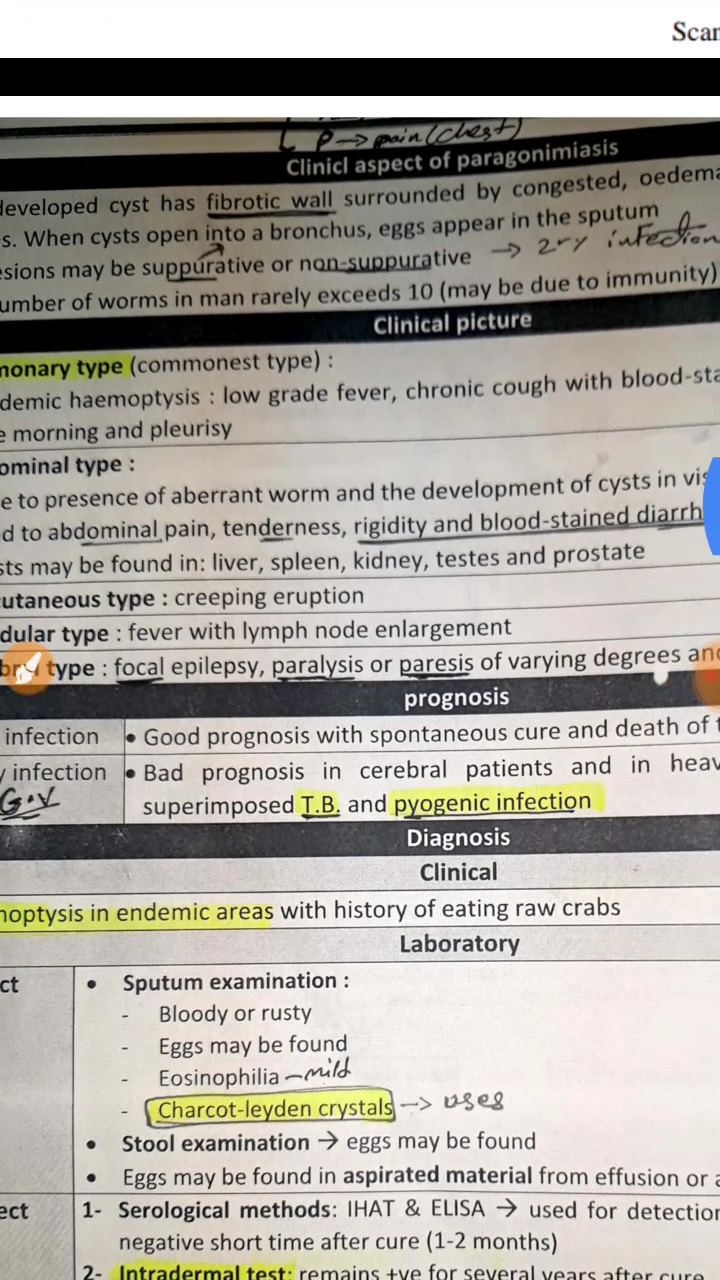 Scan
P → pain (chest)
Clinicl aspect of paragonimiasis
developed cyst has fibrotic wall surrounded by congested, oedema
s. When cysts open into a bronchus, eggs appear in the sputum
esions may be suppurative or non-suppurative → 2ry infection
umber of worms in man rarely exceeds 10 (may be due to immunity)
Clinical picture
monary type (commonest type) :
demic haemoptysis : low grade fever, chronic cough with blood-sta
e morning and pleurisy
ominal type :
e to presence of aberrant worm and the development of cysts in vis
d to abdominal pain, tenderness, rigidity and blood-stained diarrh
sts may be found in: liver, spleen, kidney, testes and prostate
utaneous type : creeping eruption
dular type : fever with lymph node enlargement
type : focal epilepsy, paralysis or paresis of varying degrees and
prognosis
infection • Good prognosis with spontaneous cure and death of t
y infection • Bad prognosis in cerebral patients and in heav
superimposed T.B. and pyogenic infection
Diagnosis
Clinical
noptysis in endemic areas with history of eating raw crabs
Laboratory
ct • Sputum examination :
- Bloody or rusty
- Eggs may be found
- Eosinophilia - mild
- Charcot-leyden crystals → uses
• Stool examination → eggs may be found
• Eggs may be found in aspirated material from effusion or a
ect 1- Serological methods: IHAT & ELISA → used for detection
negative short time after cure (1-2 months)
2- Intradermal test: remains +ve for several years after cure